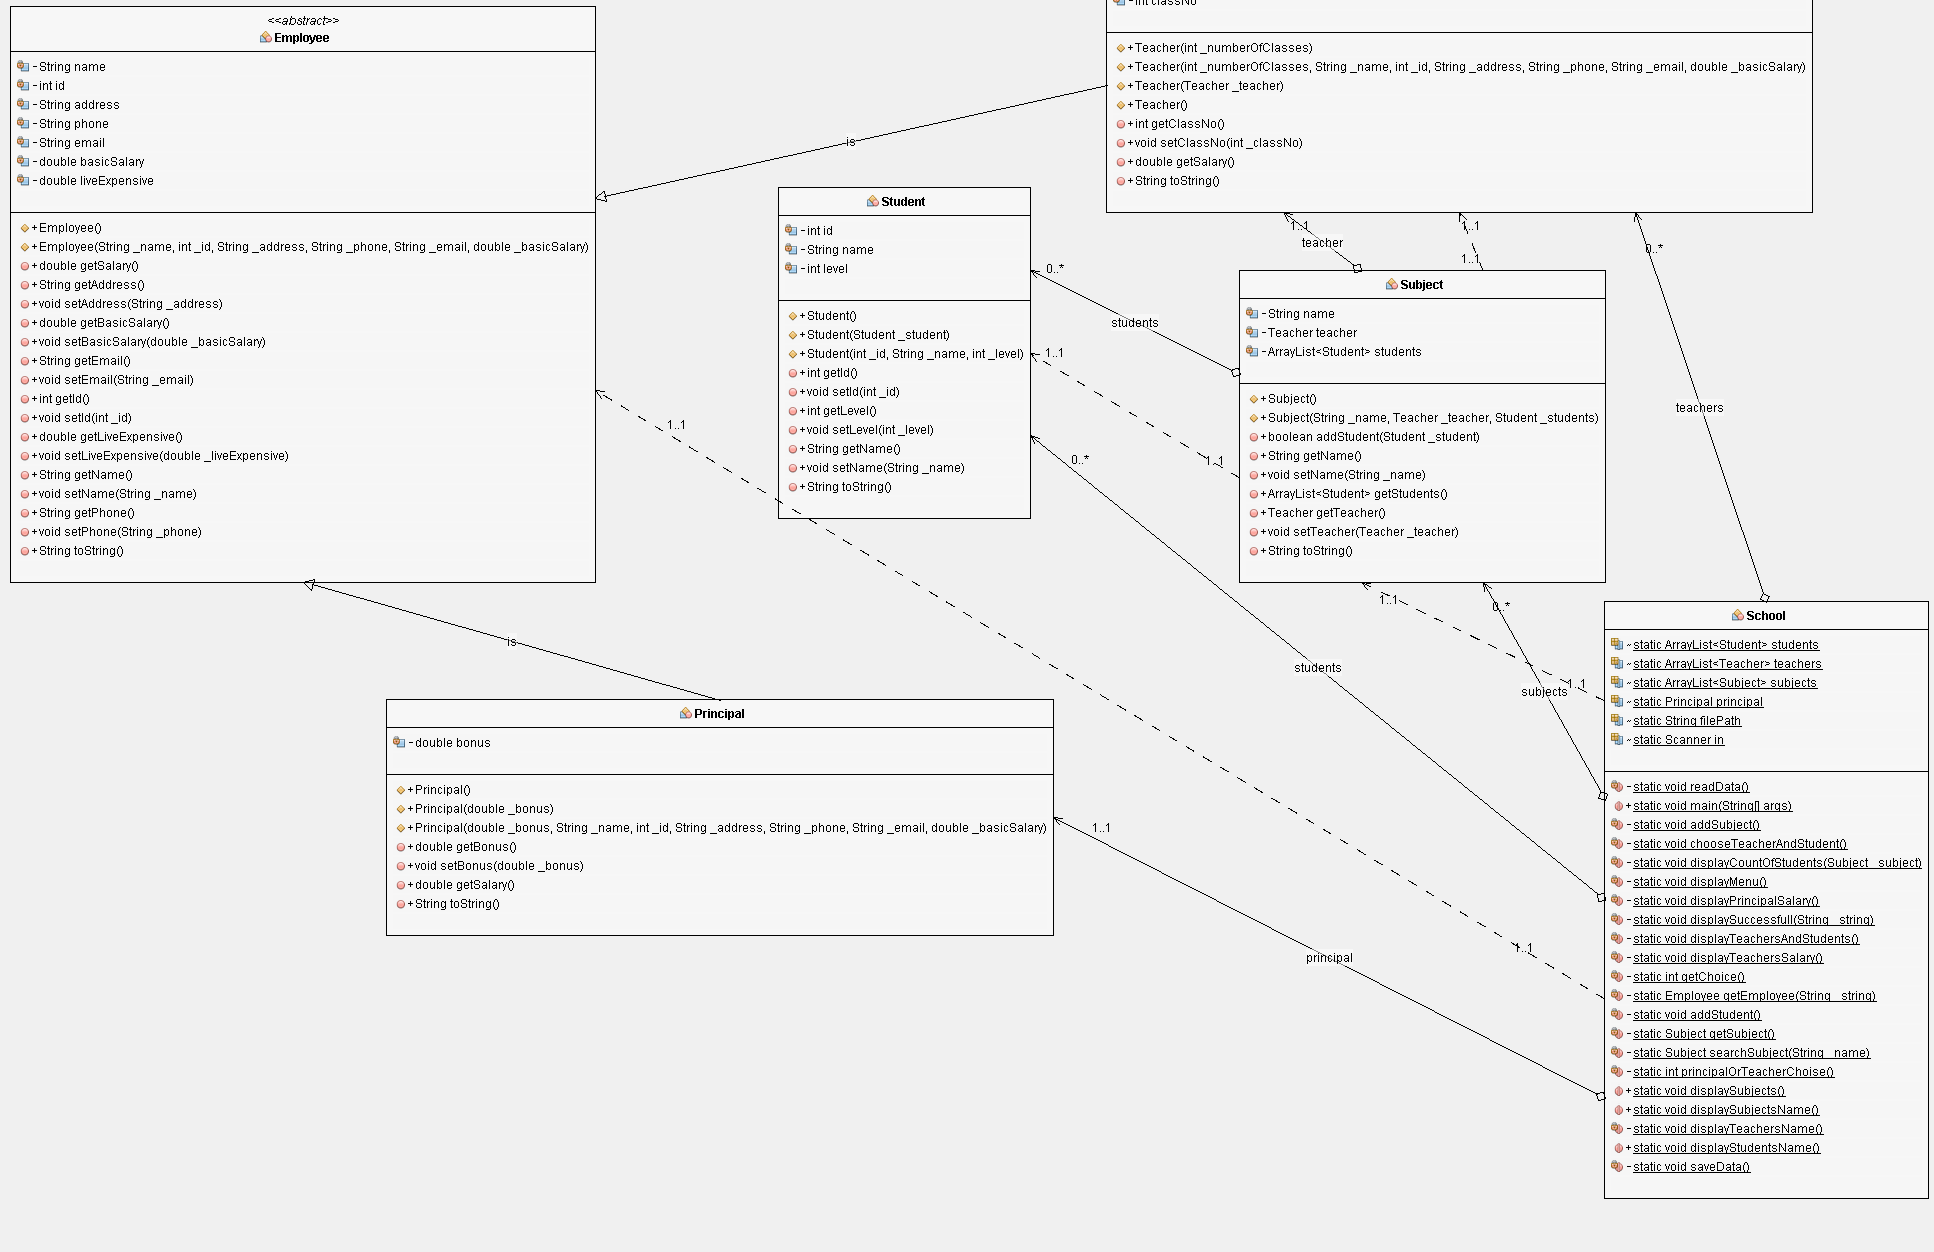 <<abstract>>
Employee
-String name
-int id
-String address
-String phone
-String email
-double basicSalary
-double liveExpensive
+Employee()
+Employee(String _name, int _id, String _address, String _phone, String _email, double _basicSalary)
+double getSalary()
+String getAddress()
+void setAddress(String _address)
+double getBasicSalary()
+void setBasicSalary(double _basicSalary)
+String getEmail()
+void setEmail(String _email)
+int getId()
+void setId(int _id)
+double getLiveExpensive()
+void setLiveExpensive(double _liveExpensive)
+String getName()
+void setName(String _name)
+String getPhone()
+void setPhone(String _phone)
+String toString()
-int classNo
+Teacher(int _numberOfClasses)
+Teacher(int _numberOfClasses, String _name, int _id, String _address, String _phone, String _email, double _basicSalary)
+Teacher(Teacher _teacher)
+Teacher()
+int getClassNo()
+void setClassNo(int _classNo)
+double getSalary()
+String toString()
is
Student
-int id
-String name
-int level
+Student()
+Student(Student _student)
+Student(int _id, String _name, int _level)
+int getId()
+void setId(int _id)
+int getLevel()
+void setLevel(int _level)
+String getName()
+void setName(String _name)
+String toString()
1..1
teacher
1..1
1..1
0..*
0..*
students
1..1
1..1
teachers
Subject
-String name
-Teacher teacher
-ArrayList<Student> students
+Subject()
+Subject(String _name, Teacher _teacher, Student _students)
+boolean addStudent(Student _student)
+String getName()
+void setName(String _name)
+ArrayList<Student> getStudents()
+Teacher getTeacher()
+void setTeacher(Teacher _teacher)
+String toString()
1..1
0..*
1..1
0..*
is
students
subjects
1..1
School
~static ArrayList<Student> students
~static ArrayList<Teacher> teachers
~static ArrayList<Subject> subjects
~static Principal principal
~static String filePath
~static Scanner in
-static void readData()
+static void main(String[] args)
-static void addSubject()
-static void chooseTeacherAndStudent()
-static void displayCountOfStudents(Subject _subject)
-static void displayMenu()
-static void displayPrincipalSalary()
-static void displaySuccessfull(String _string)
-static void displayTeachersAndStudents()
-static void displayTeachersSalary()
-static int getChoice()
-static Employee getEmployee(String _string)
-static void addStudent()
-static Subject getSubject()
-static Subject searchSubject(String _name)
-static int principalOrTeacherChoise()
+static void displaySubjects()
+static void displaySubjectsName()
-static void displayTeachersName()
+static void displayStudentsName()
-static void saveData()
Principal
-double bonus
+Principal()
+Principal(double _bonus)
+Principal(double _bonus, String _name, int _id, String _address, String _phone, String _email, double _basicSalary)
+double getBonus()
+void setBonus(double _bonus)
+double getSalary()
+String toString()
1..1
1..1
principal